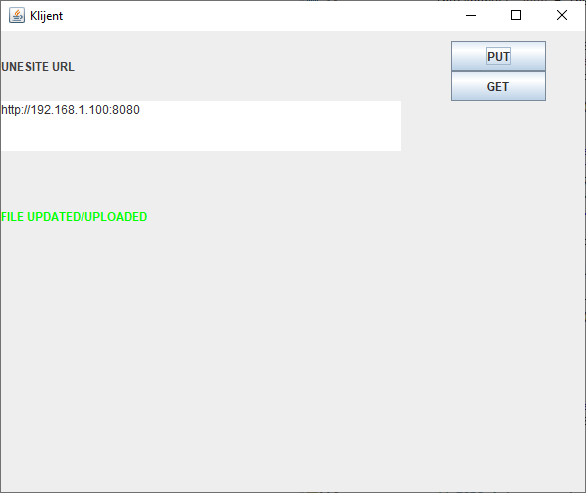 Klijent
UNESITE URL
PUT
GET
http://192.168.1.100:8080
FILE UPDATED/UPLOADED